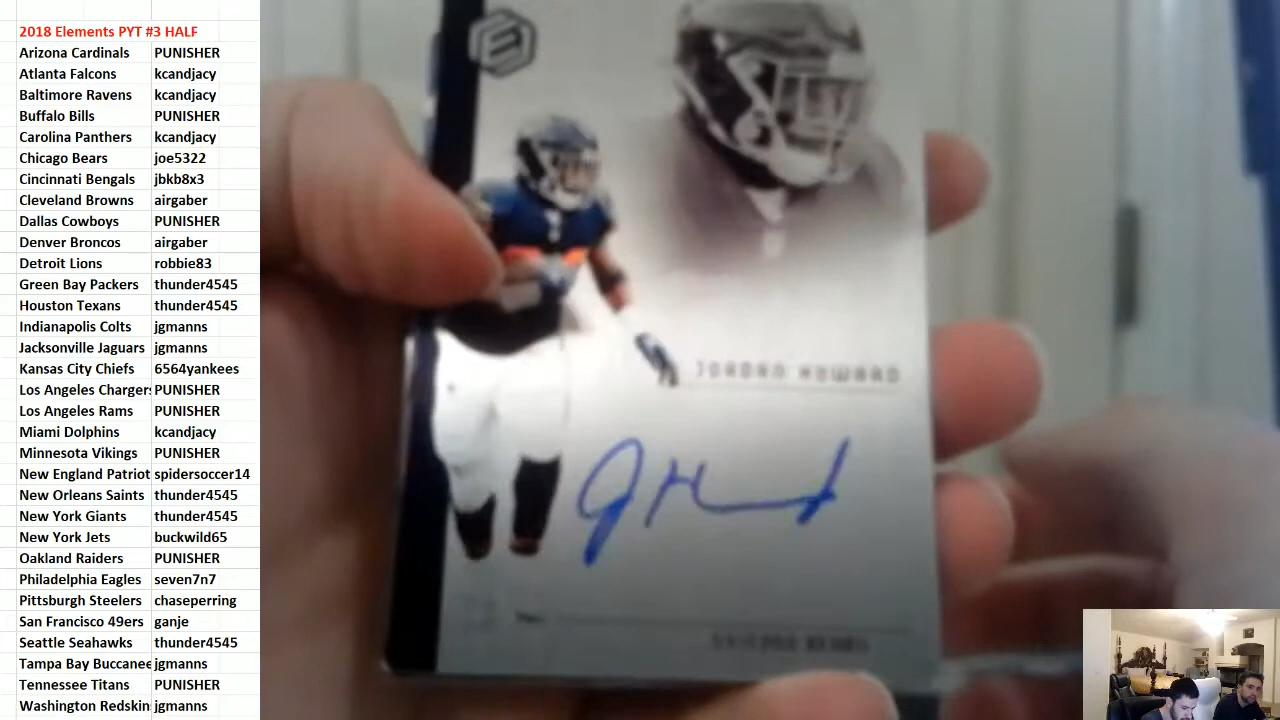 2018 Elements PYT #3 HALF
Arizona Cardinals PUNISHER
Atlanta Falcons kcandjacy
Baltimore Ravens kcandjacy
Buffalo Bills PUNISHER
Carolina Panthers kcandjacy
Chicago Bears joe5322
Cincinnati Bengals jbkb8x3
Cleveland Browns airgaber
Dallas Cowboys PUNISHER
Denver Broncos airgaber
Detroit Lions robbie83
Green Bay Packers thunder4545
Houston Texans thunder4545
Indianapolis Colts jgmanns
Jacksonville Jaguars jgmanns
Kansas City Chiefs 6564yankees
Los Angeles Chargers PUNISHER
Los Angeles Rams PUNISHER
Miami Dolphins kcandjacy
Minnesota Vikings PUNISHER
New England Patriot spidersoccer14
New Orleans Saints thunder4545
New York Giants thunder4545
New York Jets buckwild65
Oakland Raiders PUNISHER
Philadelphia Eagles seven7n7
Pittsburgh Steelers chaseperring
San Francisco 49ers ganje
Seattle Seahawks thunder4545
Tampa Bay Buccanee jgmanns
Tennessee Titans PUNISHER
Washington Redskin jgmanns
JORDAN HOWARD
CHICAGO BEARS